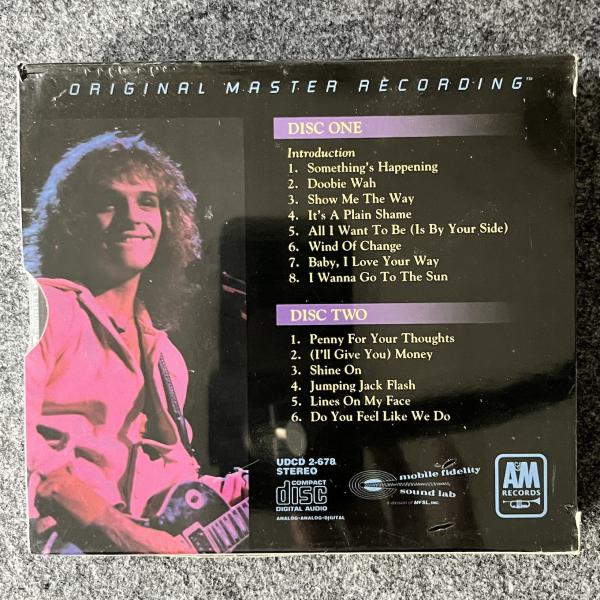 ORIGINAL MASTER RECORDING™
DISC ONE
Introduction
1. Something's Happening
2. Doobie Wah
3. Show Me The Way
4. It's A Plain Shame
5. All I Want To Be (Is By Your Side)
6. Wind Of Change
7. Baby, I Love Your Way
8. I Wanna Go To The Sun
DISC TWO
1. Penny For Your Thoughts
2. (I'll Give You) Money
3. Shine On
4. Jumping Jack Flash
5. Lines On My Face
6. Do You Feel Like We Do
UDCD 2-678
STEREO
COMPACT
disc
DIGITAL AUDIO
ANALOG-ANALOG-DIGITAL
mobile fidelity
sound lab
a division of MFSL, INC.
A&M
RECORDS